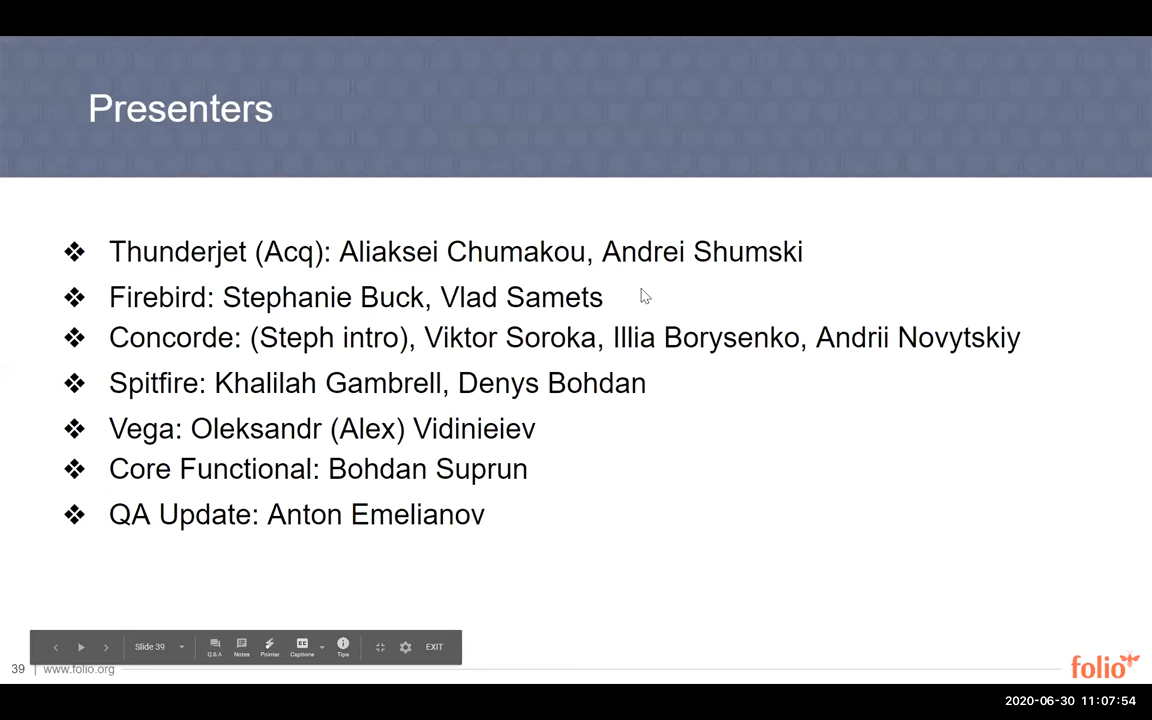 Presenters
❖ Thunderjet (Acq): Aliaksei Chumakou, Andrei Shumski
❖ Firebird: Stephanie Buck, Vlad Samets
❖ Concorde: (Steph intro), Viktor Soroka, Illia Borysenko, Andrii Novytskiy
❖ Spitfire: Khalilah Gambrell, Denys Bohdan
❖ Vega: Oleksandr (Alex) Vidinieiev
❖ Core Functional: Bohdan Suprun
❖ QA Update: Anton Emelianov
Slide 39 Q&A Notes Pointer CC Captions Tips EXIT
39 | www.folio.org
folio
2020-06-30 11:07:54